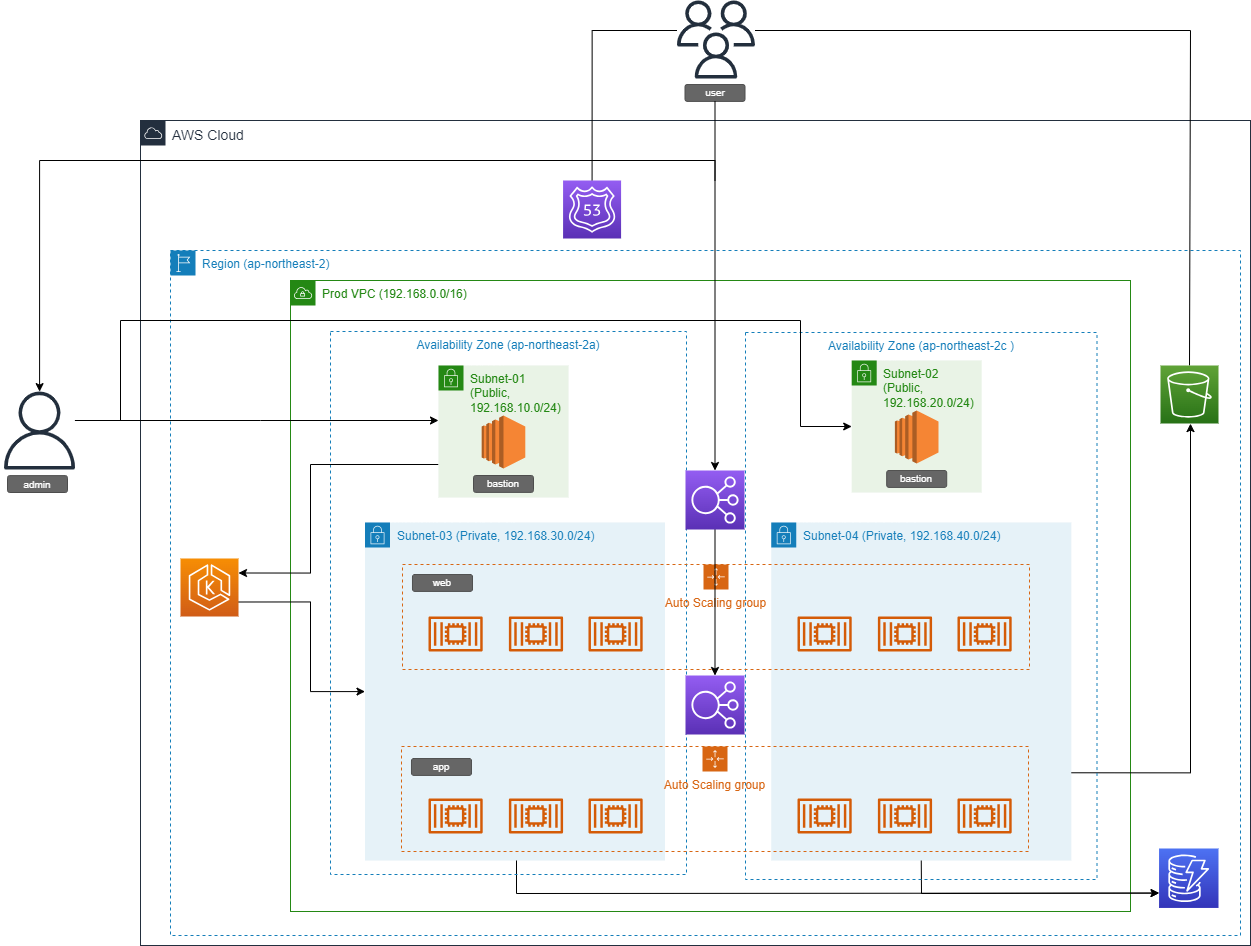 user
AWS Cloud
53
Region (ap-northeast-2)
Prod VPC (192.168.0.0/16)
Availability Zone (ap-northeast-2a)
Availability Zone (ap-northeast-2c )
Subnet-01
(Public,
192.168.10.0/24)
bastion
Subnet-02
(Public,
192.168.20.0/24)
bastion
admin
K
Subnet-03 (Private, 192.168.30.0/24)
Subnet-04 (Private, 192.168.40.0/24)
web
Auto Scaling group
app
Auto Scaling group